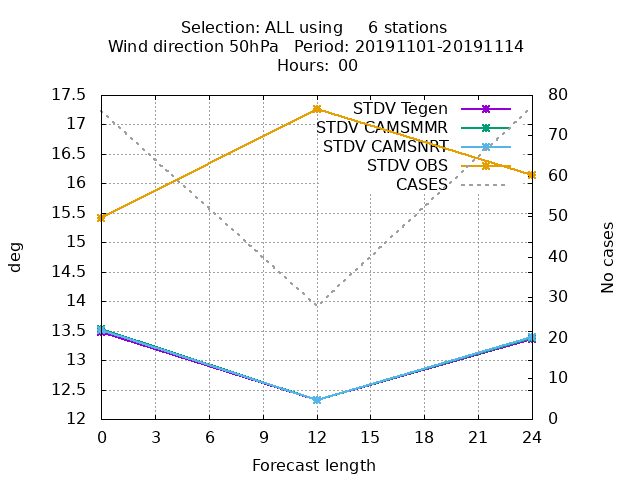 Selection: ALL using     6 stations
Wind direction 50hPa   Period: 20191101-20191114
Hours: 00
17.5
17
16.5
16
15.5
15
14.5
14
13.5
13
12.5
12
80
70
60
50
40
30
20
10
0
STDV Tegen
STDV CAMSMMR
STDV CAMSNRT
STDV OBS
CASES
deg
No cases
0 3 6 9 12 15 18 21 24
Forecast length